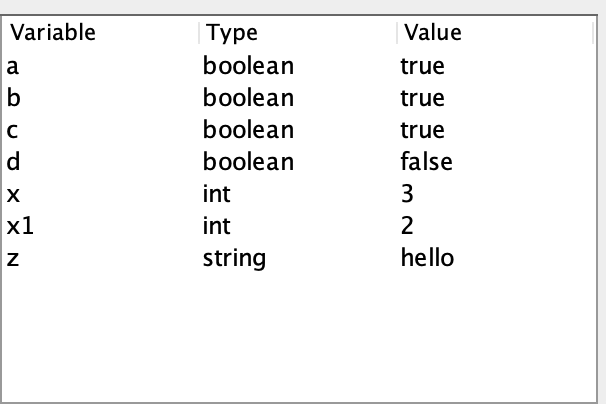 Variable Type Value
a boolean true
b boolean true
c boolean true
d boolean false
x int 3
x1 int 2
z string hello